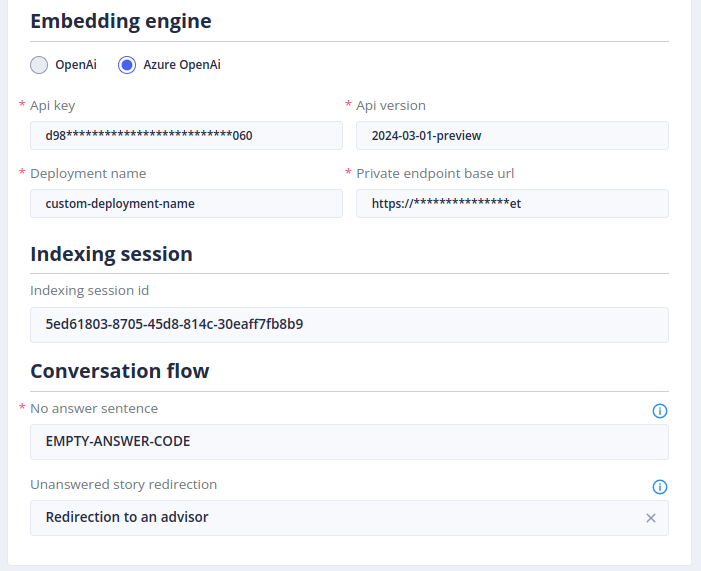 Embedding engine
OpenAi
Azure OpenAi
* Api key
* Api version
d98**************************060
2024-03-01-preview
* Deployment name
* Private endpoint base url
custom-deployment-name
https://***************et
Indexing session
Indexing session id
5ed61803-8705-45d8-814c-30eaff7fb8b9
Conversation flow
* No answer sentence
EMPTY-ANSWER-CODE
Unanswered story redirection
Redirection to an advisor